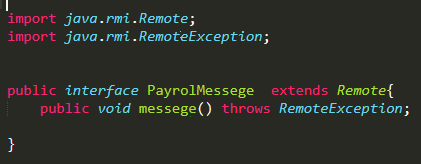 import java.rmi.Remote;
import java.rmi.RemoteException;
public interface PayrolMessege  extends Remote{
    public void messege() throws RemoteException;
}